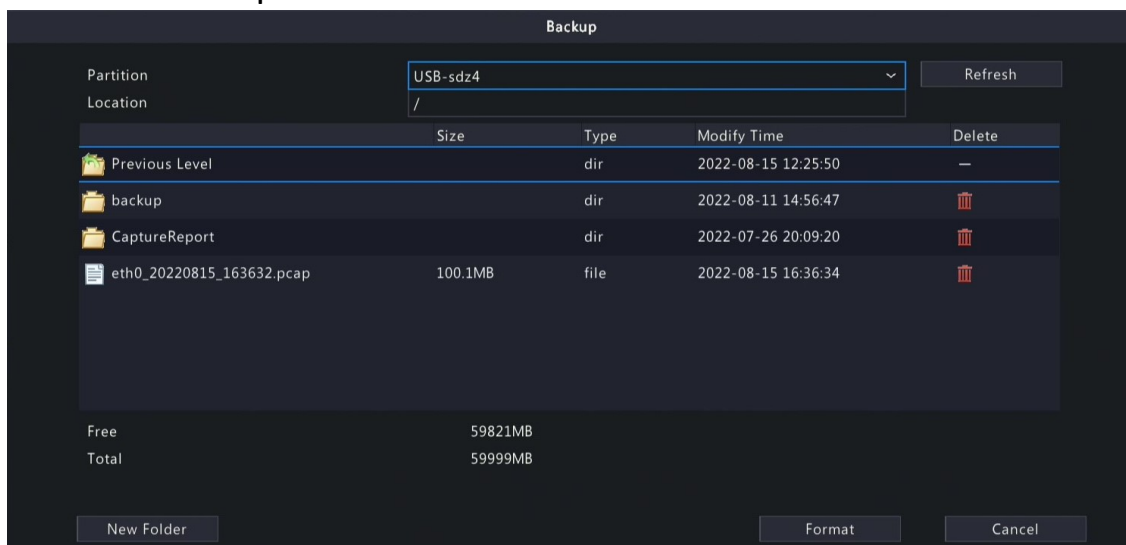 Backup
Partition USB-sdz4 Refresh
Location /
Size Type Modify Time Delete
Previous Level dir 2022-08-15 12:25:50 —
backup dir 2022-08-11 14:56:47
CaptureReport dir 2022-07-26 20:09:20
eth0_20220815_163632.pcap 100.1MB file 2022-08-15 16:36:34
Free 59821MB
Total 59999MB
New Folder Format Cancel